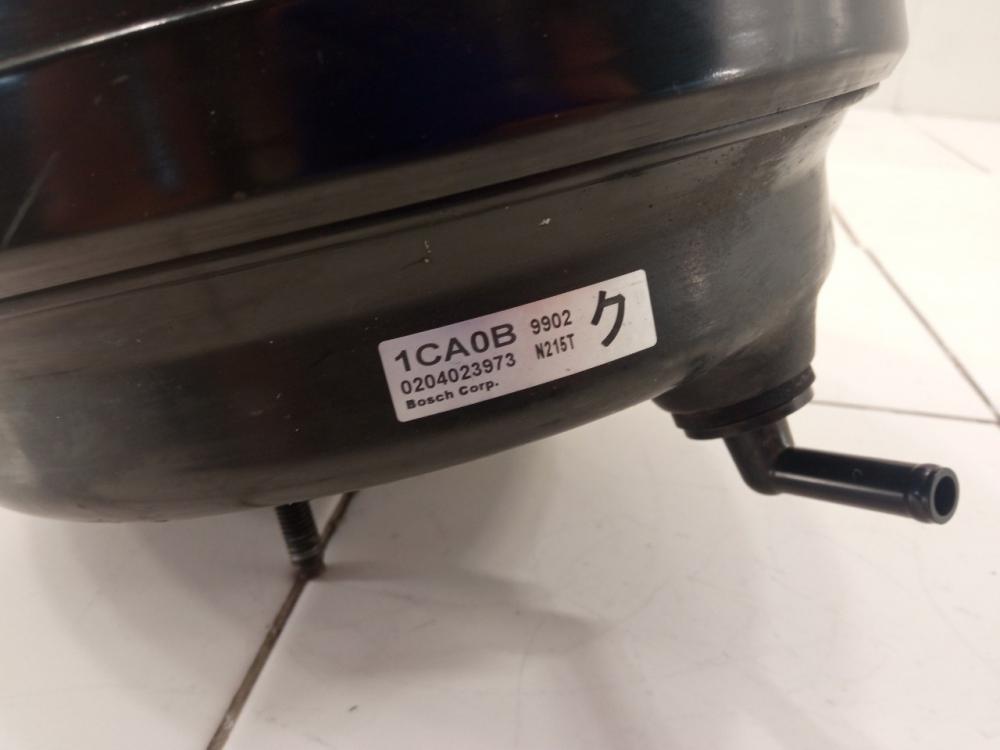 1CA0B 9902 ク
0204023973 N215T
Bosch Corp.